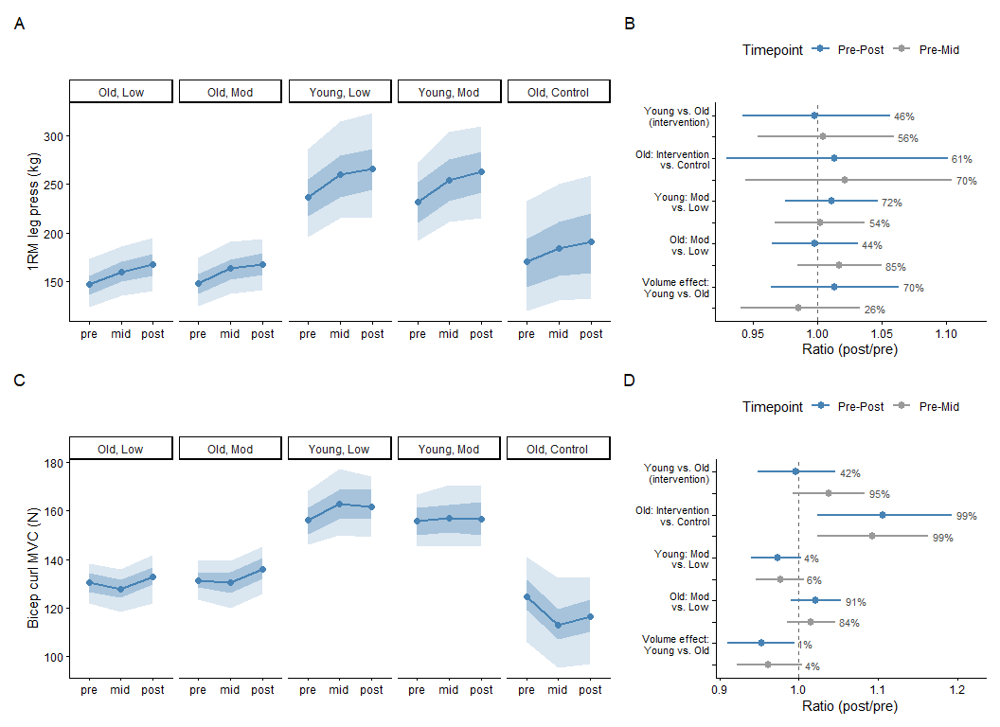 A
Old, Low
Old, Mod
Young, Low
Young, Mod
Old, Control
1RM leg press (kg)
300
250
200
150
pre mid post
pre mid post
pre mid post
pre mid post
pre mid post
B
Timepoint Pre-Post Pre-Mid
Young vs. Old
(intervention)
46%
56%
Old: Intervention
vs. Control
61%
70%
Young: Mod
vs. Low
72%
54%
Old: Mod
vs. Low
44%
85%
Volume effect:
Young vs. Old
70%
26%
0.95 1.00 1.05 1.10
Ratio (post/pre)
C
Old, Low
Old, Mod
Young, Low
Young, Mod
Old, Control
Bicep curl MVC (N)
180
160
140
120
100
pre mid post
pre mid post
pre mid post
pre mid post
pre mid post
D
Timepoint Pre-Post Pre-Mid
Young vs. Old
(intervention)
42%
95%
Old: Intervention
vs. Control
99%
99%
Young: Mod
vs. Low
4%
6%
Old: Mod
vs. Low
91%
84%
Volume effect:
Young vs. Old
1%
4%
0.9 1.0 1.1 1.2
Ratio (post/pre)